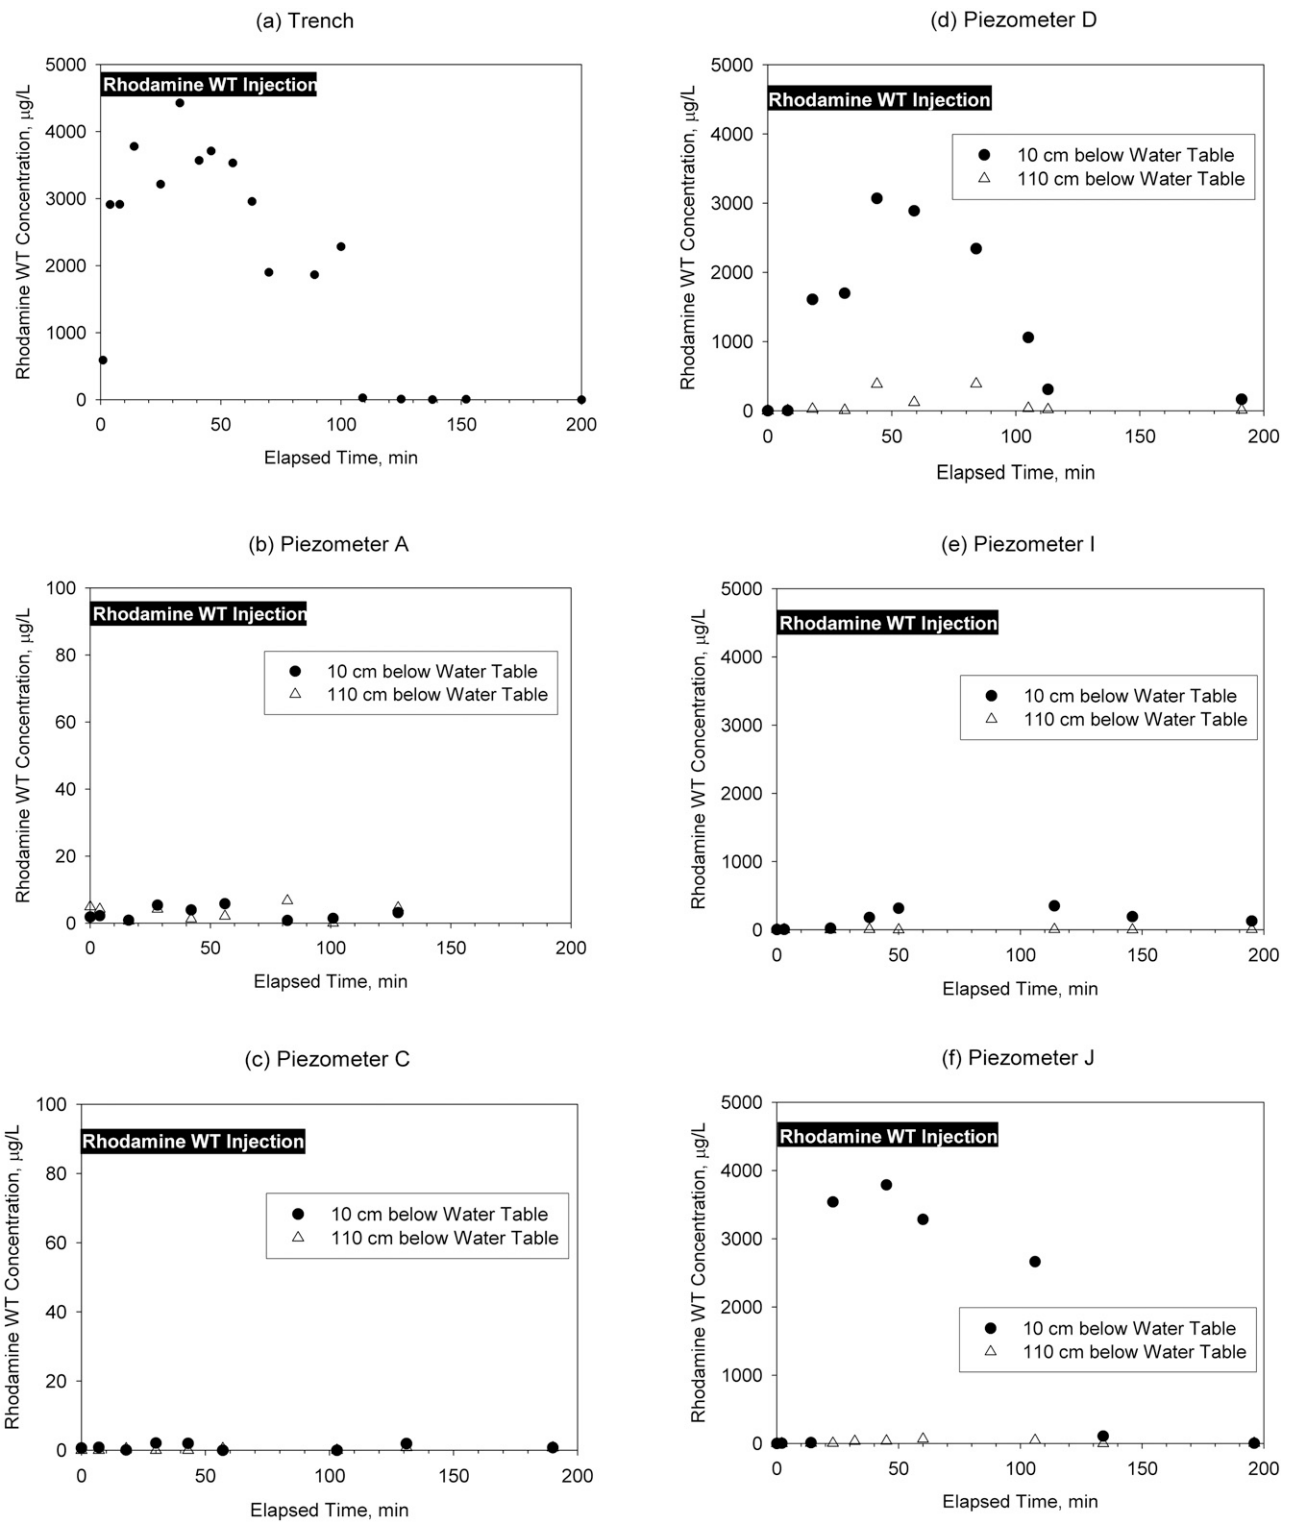 (a) Trench
Rhodamine WT Concentration, µg/L
5000
4000
3000
2000
1000
0
Rhodamine WT Injection
0 50 100 150 200
Elapsed Time, min
(b) Piezometer A
Rhodamine WT Concentration, µg/L
100
80
60
40
20
0
Rhodamine WT Injection
10 cm below Water Table
110 cm below Water Table
0 50 100 150 200
Elapsed Time, min
(c) Piezometer C
Rhodamine WT Concentration, µg/L
100
80
60
40
20
0
Rhodamine WT Injection
10 cm below Water Table
110 cm below Water Table
0 50 100 150 200
Elapsed Time, min
(d) Piezometer D
Rhodamine WT Concentration, µg/L
5000
4000
3000
2000
1000
0
Rhodamine WT Injection
10 cm below Water Table
110 cm below Water Table
0 50 100 150 200
Elapsed Time, min
(e) Piezometer I
Rhodamine WT Concentration, µg/L
5000
4000
3000
2000
1000
0
Rhodamine WT Injection
10 cm below Water Table
110 cm below Water Table
0 50 100 150 200
Elapsed Time, min
(f) Piezometer J
Rhodamine WT Concentration, µg/L
5000
4000
3000
2000
1000
0
Rhodamine WT Injection
10 cm below Water Table
110 cm below Water Table
0 50 100 150 200
Elapsed Time, min